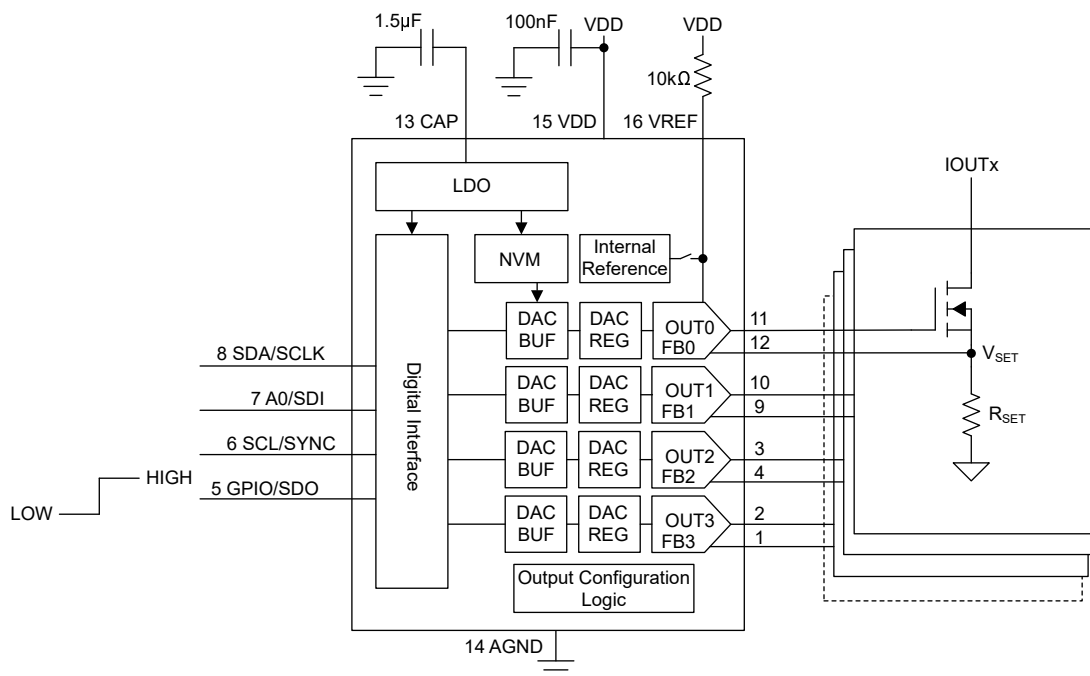 1.5µF
100nF
VDD
VDD
10kΩ
13 CAP
15 VDD
16 VREF
LDO
IOUTx
NVM
Internal
Reference
DAC
BUF
DAC
REG
OUT0
FB0
11
12
VSET
8 SDA/SCLK
Digital Interface
DAC
BUF
DAC
REG
OUT1
FB1
10
9
7 A0/SDI
RSET
6 SCL/SYNC
DAC
BUF
DAC
REG
OUT2
FB2
3
4
HIGH
LOW
5 GPIO/SDO
DAC
BUF
DAC
REG
OUT3
FB3
2
1
Output Configuration
Logic
14 AGND